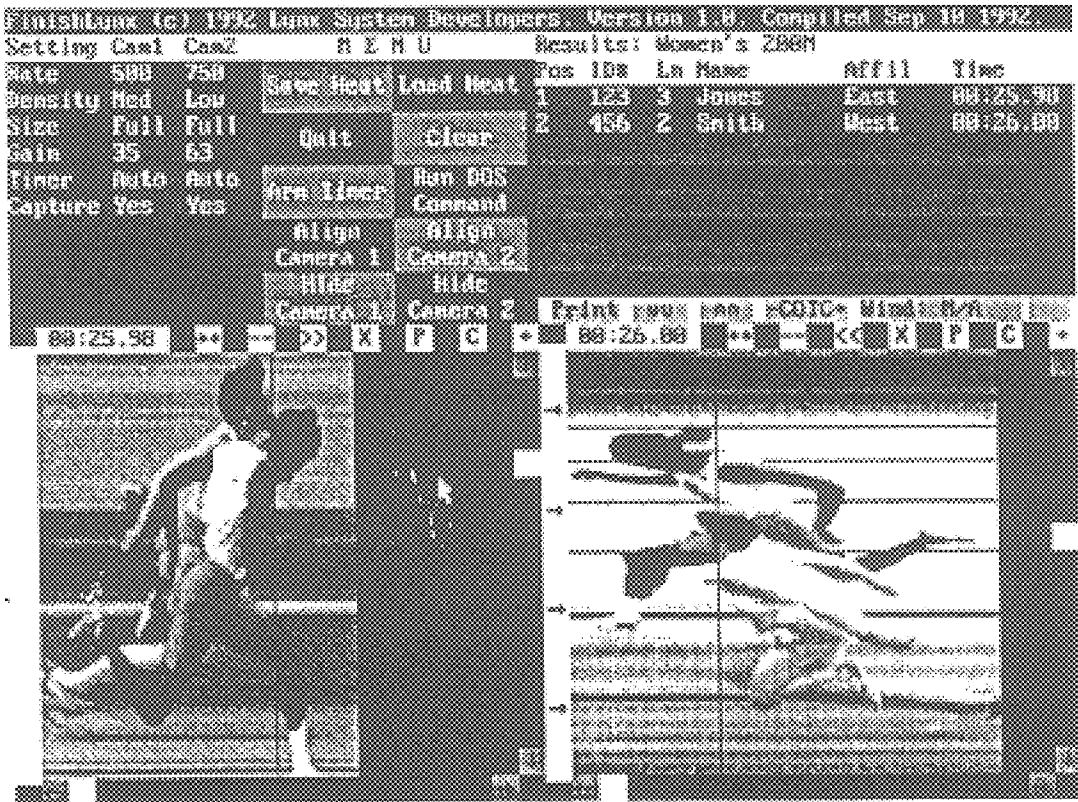 FinishLynx (c) 1992 Lynx System Developers. Version 1.0, Compiled Sep 10 1992.
Setting Cam1 Cam2
Rate 500 750
Density Med Low
Size Full Full
Gain 35 63
Timer Auto Auto
Capture Yes Yes
M E N U
Save Heat Load Heat
Quit Clear
Arm Timer Run DOS Command
Align Camera 1 Align Camera 2
Hide Camera 1 Hide Camera 2
Results: Women's 200M
Pos ID# Ln Name Affil Time
1 123 3 Jones East 00:25.90
2 456 2 Smith West 00:26.00
Print Wind: N/A
00:25.90 ++ -- >> X P C +
00:26.00 ++ -- << X P C +